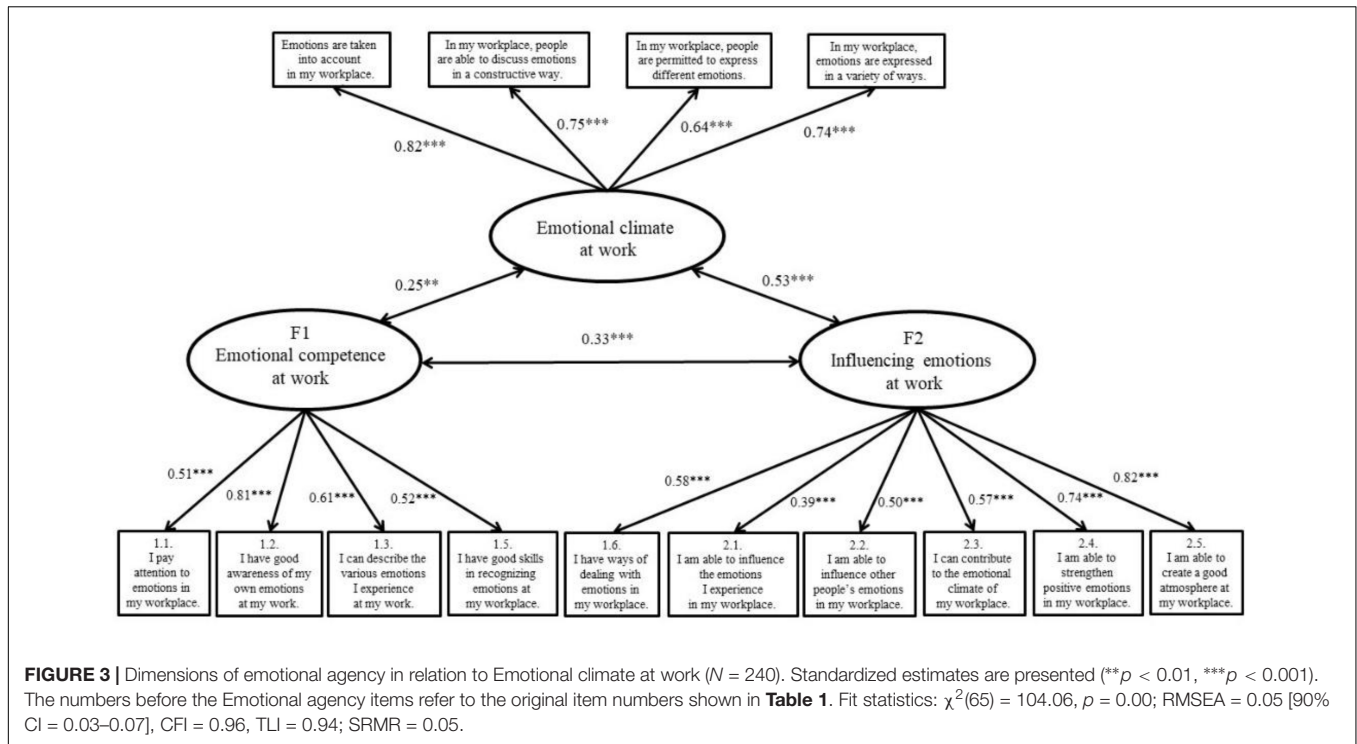 Emotions are taken
into account
in my workplace.
In my workplace, people
are able to discuss emotions
in a constructive way.
In my workplace, people
are permitted to express
different emotions.
In my workplace,
emotions are expressed
in a variety of ways.
0.82***
0.75***
0.64***
0.74***
Emotional climate
at work
0.25**
0.53***
F1
Emotional competence
at work
0.33***
F2
Influencing emotions
at work
0.51***
0.81***
0.61***
0.52***
0.58***
0.39***
0.50***
0.57***
0.74***
0.82***
1.1.
I pay
attention to
emotions in
my workplace.
1.2.
I have good
awareness of my
own emotions
at my work.
1.3.
I can describe the
various emotions
I experience
at my work.
1.5.
I have good skills
in recognizing
emotions at
my workplace.
1.6.
I have ways of
dealing with
emotions in
my workplace.
2.1.
I am able to influence
the emotions
I experience
in my workplace.
2.2.
I am able to
influence other
people's emotions
in my workplace.
2.3.
I can contribute
to the emotional
climate of
my workplace.
2.4.
I am able to
strengthen
positive emotions
in my workplace.
2.5.
I am able to
create a good
atmosphere at
my workplace.
FIGURE 3 | Dimensions of emotional agency in relation to Emotional climate at work (N = 240). Standardized estimates are presented (**p < 0.01, ***p < 0.001).
The numbers before the Emotional agency items refer to the original item numbers shown in Table 1. Fit statistics: χ²(65) = 104.06, p = 0.00; RMSEA = 0.05 [90%
CI = 0.03–0.07], CFI = 0.96, TLI = 0.94; SRMR = 0.05.